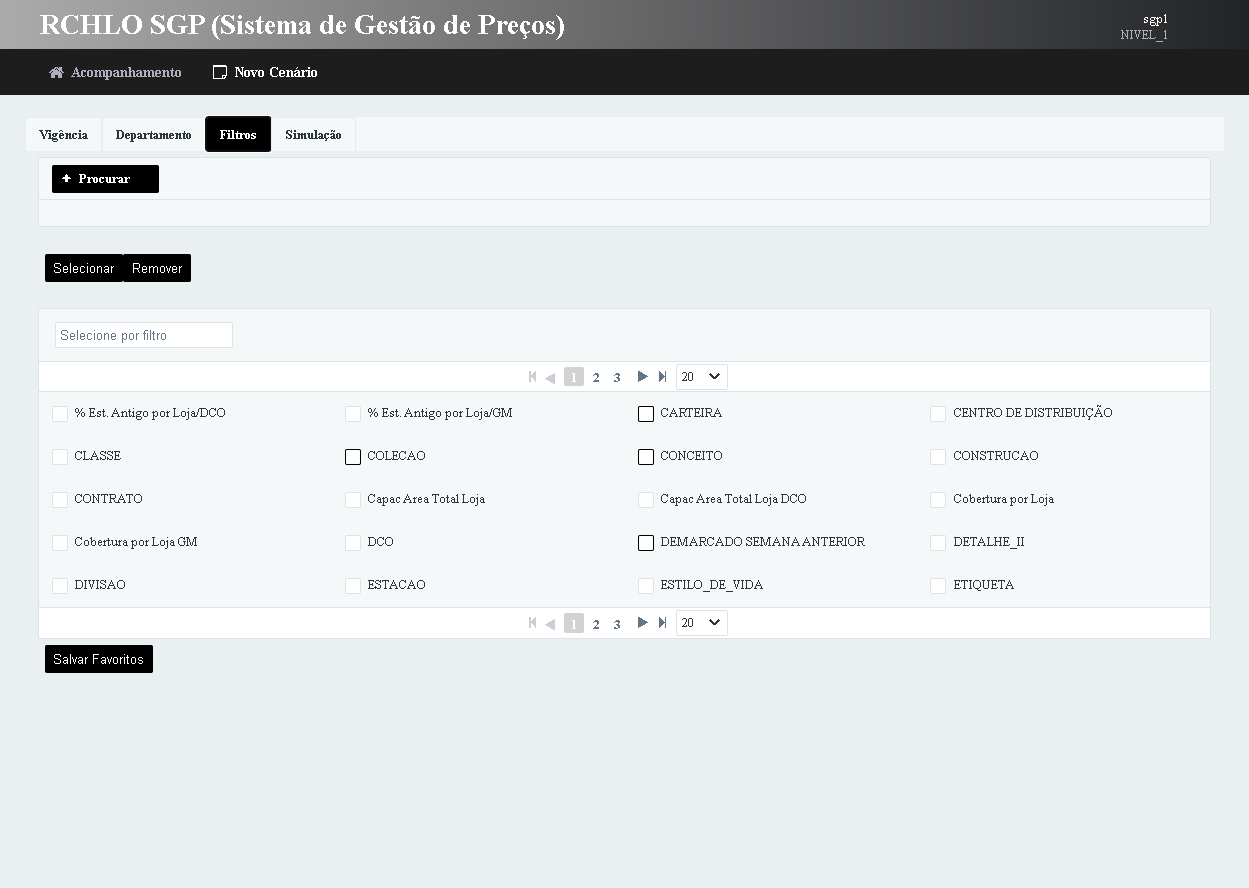 RCHLO SGP (Sistema de Gestão de Preços)
sgp1
NIVEL_1
Acompanhamento Novo Cenário
Vigência Departamento Filtros Simulação
Procurar
Selecionar Remover
Selecione por filtro
1 2 3 20
% Est. Antigo por Loja/DCO % Est. Antigo por Loja/GM CARTEIRA CENTRO DE DISTRIBUIÇÃO
CLASSE COLECAO CONCEITO CONSTRUCAO
CONTRATO Capac Area Total Loja Capac Area Total Loja DCO Cobertura por Loja
Cobertura por Loja GM DCO DEMARCADO SEMANA ANTERIOR DETALHE_II
DIVISAO ESTACAO ESTILO_DE_VIDA ETIQUETA
1 2 3 20
Salvar Favoritos